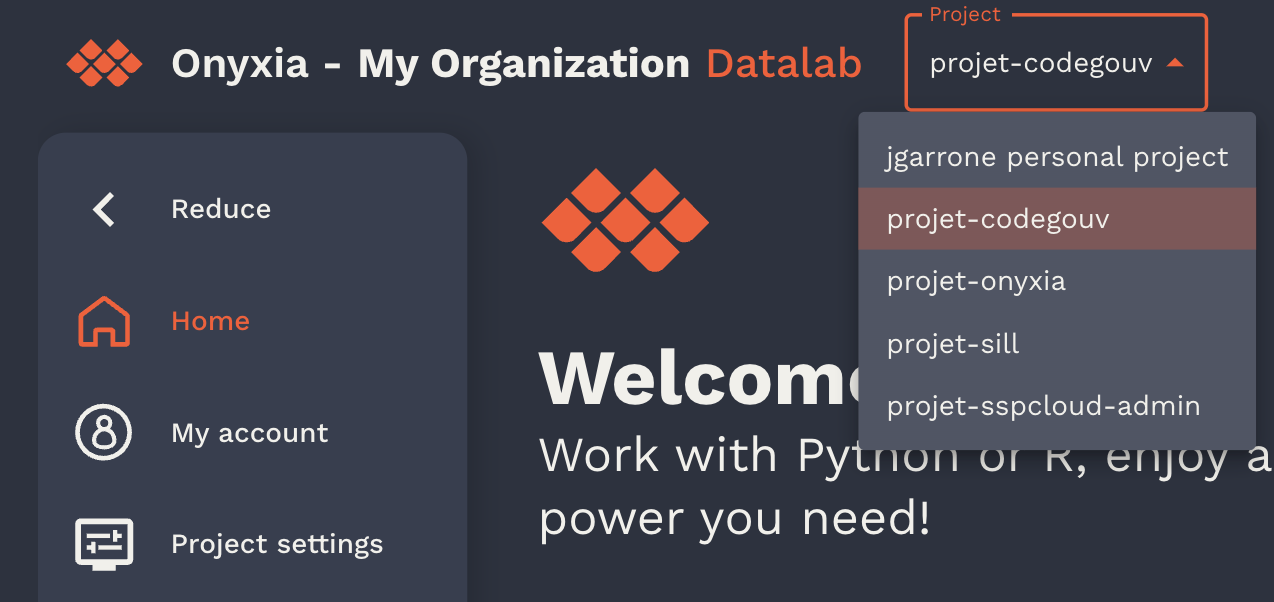 Project
Onyxia - My Organization Datalab
projet-codegouv
jgarrone personal project
projet-codegouv
projet-onyxia
projet-sill
projet-sspcloud-admin
Reduce
Home
My account
Project settings
Welcome
Work with Python or R, enjoy a
power you need!